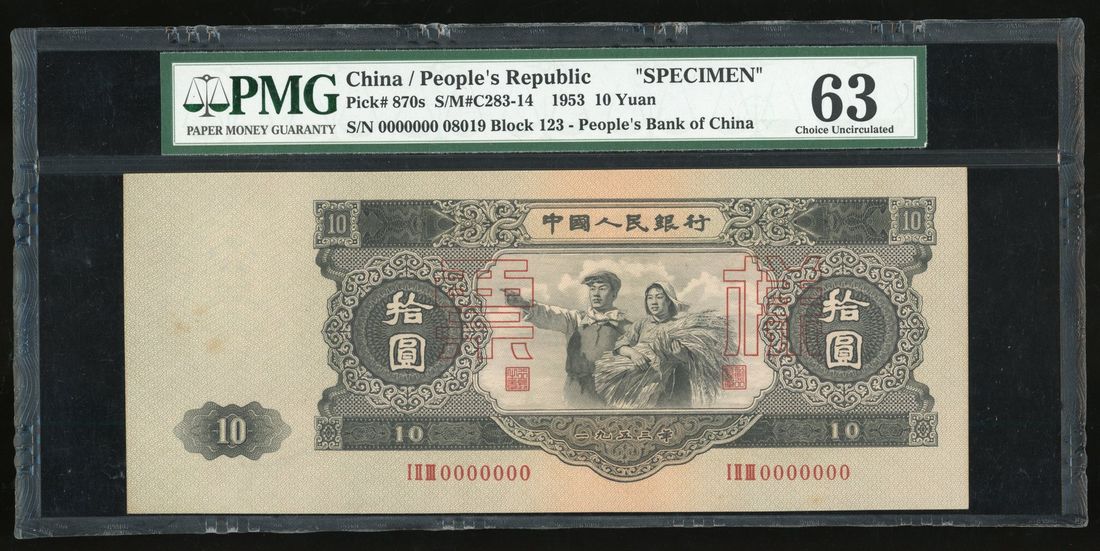 PMG
PAPER MONEY GUARANTY
China / People's Republic "SPECIMEN"
Pick# 870s S/M#C283-14 1953 10 Yuan
S/N 0000000 08019 Block 123 - People's Bank of China
63
Choice Uncirculated
中國人民銀行
10
10
票樣
拾圓
拾圓
10
10
一九五三年
10
I II III 0000000
I II III 0000000